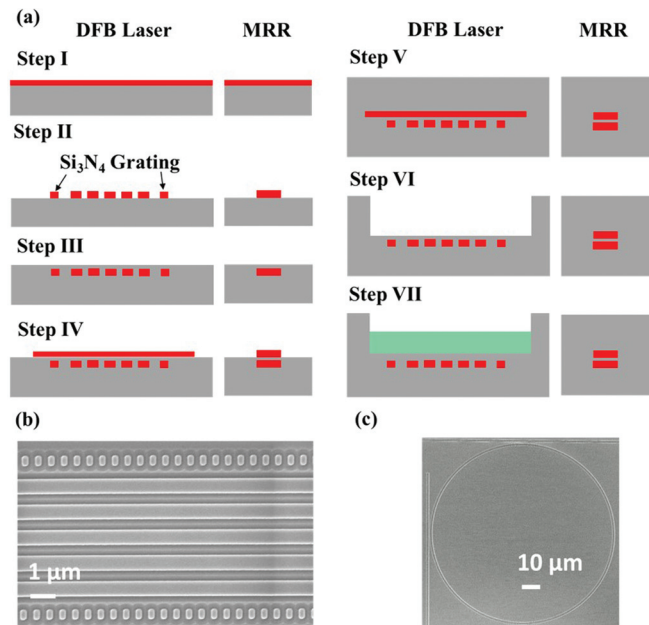 (a)
DFB Laser MRR
Step I
Step II
Si₃N₄ Grating
Step III
Step IV
DFB Laser MRR
Step V
Step VI
Step VII
(b)
1 μm
(c)
10 μm